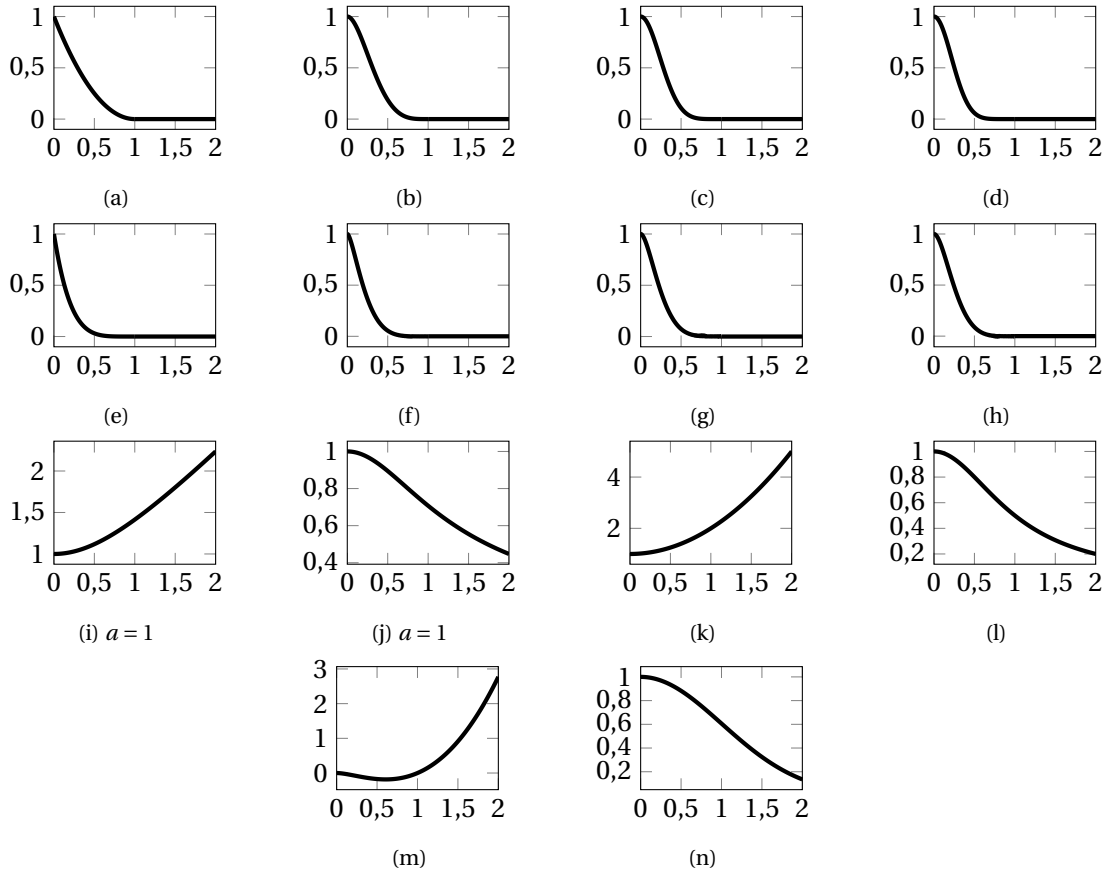 1 1 1 1
0,5 0,5 0,5 0,5
0 0 0 0
0 0,5 1 1,5 2 0 0,5 1 1,5 2 0 0,5 1 1,5 2 0 0,5 1 1,5 2
(a) (b) (c) (d)
1 1 1 1
0,5 0,5 0,5 0,5
0 0 0 0
0 0,5 1 1,5 2 0 0,5 1 1,5 2 0 0,5 1 1,5 2 0 0,5 1 1,5 2
(e) (f) (g) (h)
2 1 4 1
1,5 0,8 2 0,8
1 0,6 0,6
0,4 0,4
0,2
0 0,5 1 1,5 2 0 0,5 1 1,5 2 0 0,5 1 1,5 2 0 0,5 1 1,5 2
(i) a = 1 (j) a = 1 (k) (l)
3 1
2 0,8
1 0,6
0 0,4
0,2
0 0,5 1 1,5 2 0 0,5 1 1,5 2
(m) (n)